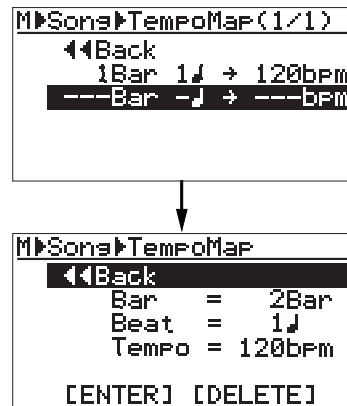 M▶Song▶TempoMap(1/1)
◀◀Back
1Bar 1♩ → 120bpm
---Bar -♩ → ---bpm
M▶Song▶TempoMap
◀◀Back
Bar = 2Bar
Beat = 1♩
Tempo = 120bpm
[ENTER] [DELETE]